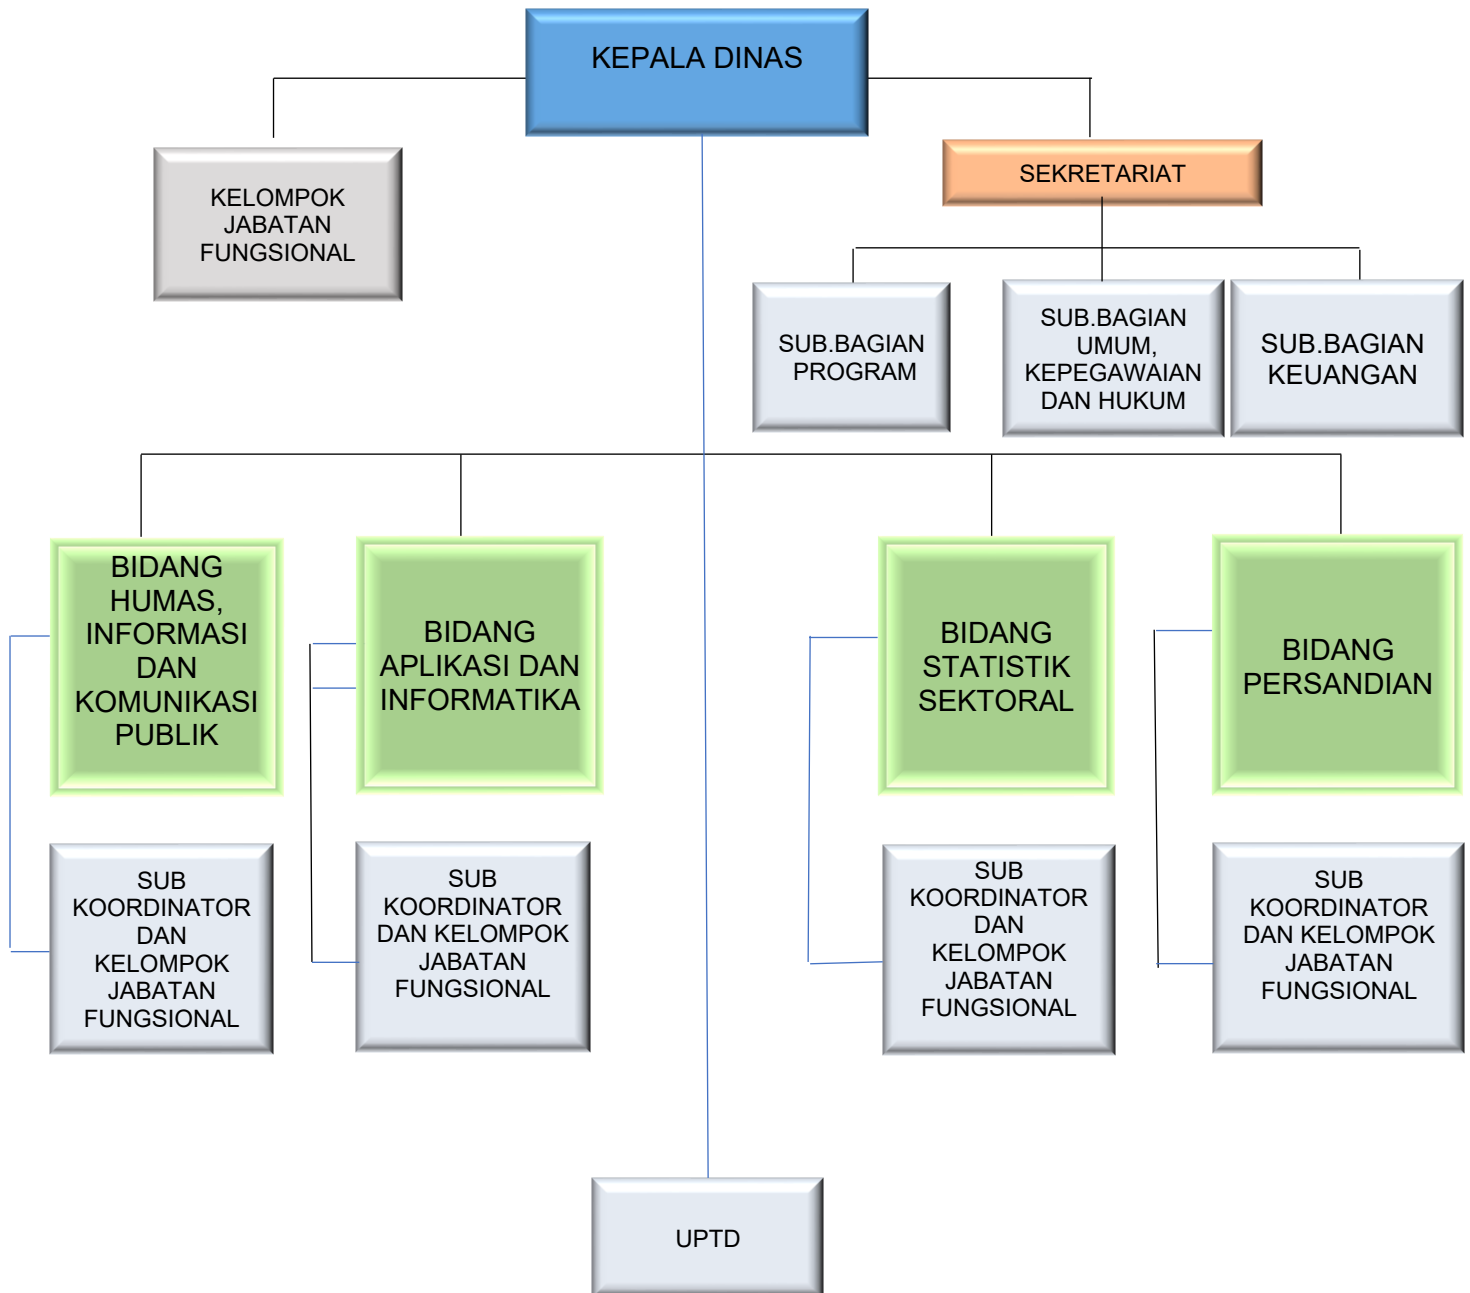 KEPALA DINAS
KELOMPOK
JABATAN
FUNGSIONAL
SEKRETARIAT
SUB.BAGIAN
PROGRAM
SUB.BAGIAN
UMUM,
KEPEGAWAIAN
DAN HUKUM
SUB.BAGIAN
KEUANGAN
BIDANG
HUMAS,
INFORMASI
DAN
KOMUNIKASI
PUBLIK
BIDANG
APLIKASI DAN
INFORMATIKA
BIDANG
STATISTIK
SEKTORAL
BIDANG
PERSANDIAN
SUB
KOORDINATOR
DAN
KELOMPOK
JABATAN
FUNGSIONAL
SUB
KOORDINATOR
DAN KELOMPOK
JABATAN
FUNGSIONAL
SUB
KOORDINATOR
DAN
KELOMPOK
JABATAN
FUNGSIONAL
SUB
KOORDINATOR
DAN KELOMPOK
JABATAN
FUNGSIONAL
UPTD